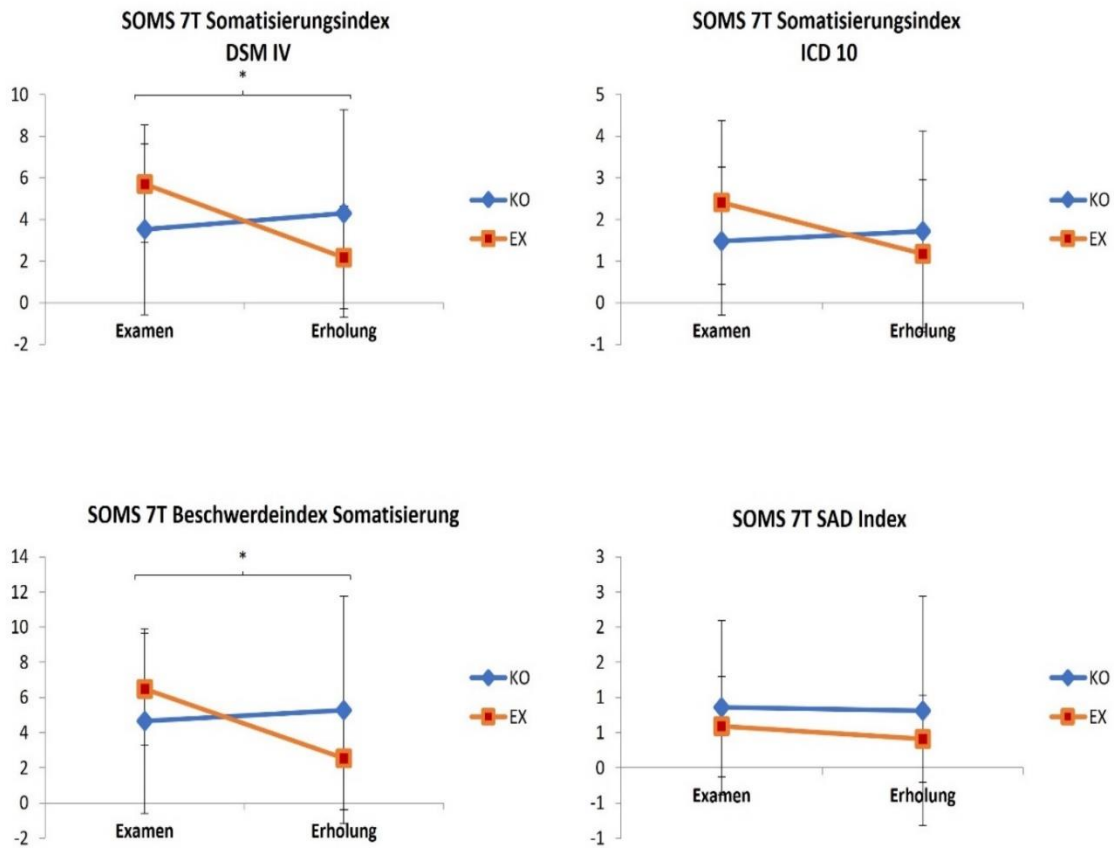 SOMS 7T Somatisierungsindex
DSM IV
*
10
8
6
4
2
0
-2
Examen
Erholung
KO
EX
SOMS 7T Somatisierungsindex
ICD 10
5
4
3
2
1
0
-1
Examen
Erholung
KO
EX
SOMS 7T Beschwerdeindex Somatisierung
*
14
12
10
8
6
4
2
0
-2
Examen
Erholung
KO
EX
SOMS 7T SAD Index
3
3
2
2
1
1
0
-1
-1
Examen
Erholung
KO
EX